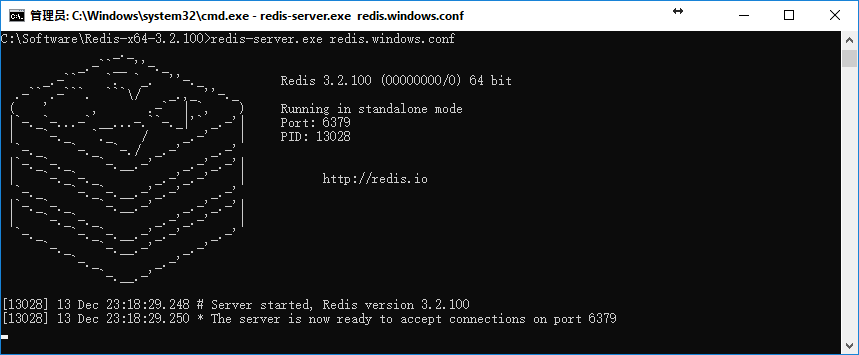 管理员: C:\Windows\system32\cmd.exe - redis-server.exe  redis.windows.conf
C:\Software\Redis-x64-3.2.100>redis-server.exe redis.windows.conf
Redis 3.2.100 (00000000/0) 64 bit
Running in standalone mode
Port: 6379
PID: 13028
http://redis.io
[13028] 13 Dec 23:18:29.248 # Server started, Redis version 3.2.100
[13028] 13 Dec 23:18:29.250 * The server is now ready to accept connections on port 6379